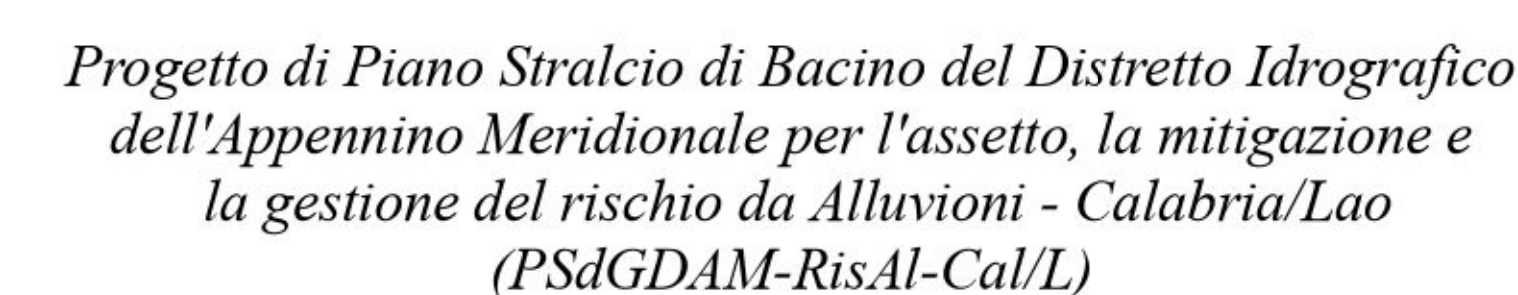 Progetto di Piano Stralcio di Bacino del Distretto Idrografico
dell'Appennino Meridionale per l'assetto, la mitigazione e
la gestione del rischio da Alluvioni - Calabria/Lao
(PSdGDAM-RisAl-Cal/L)